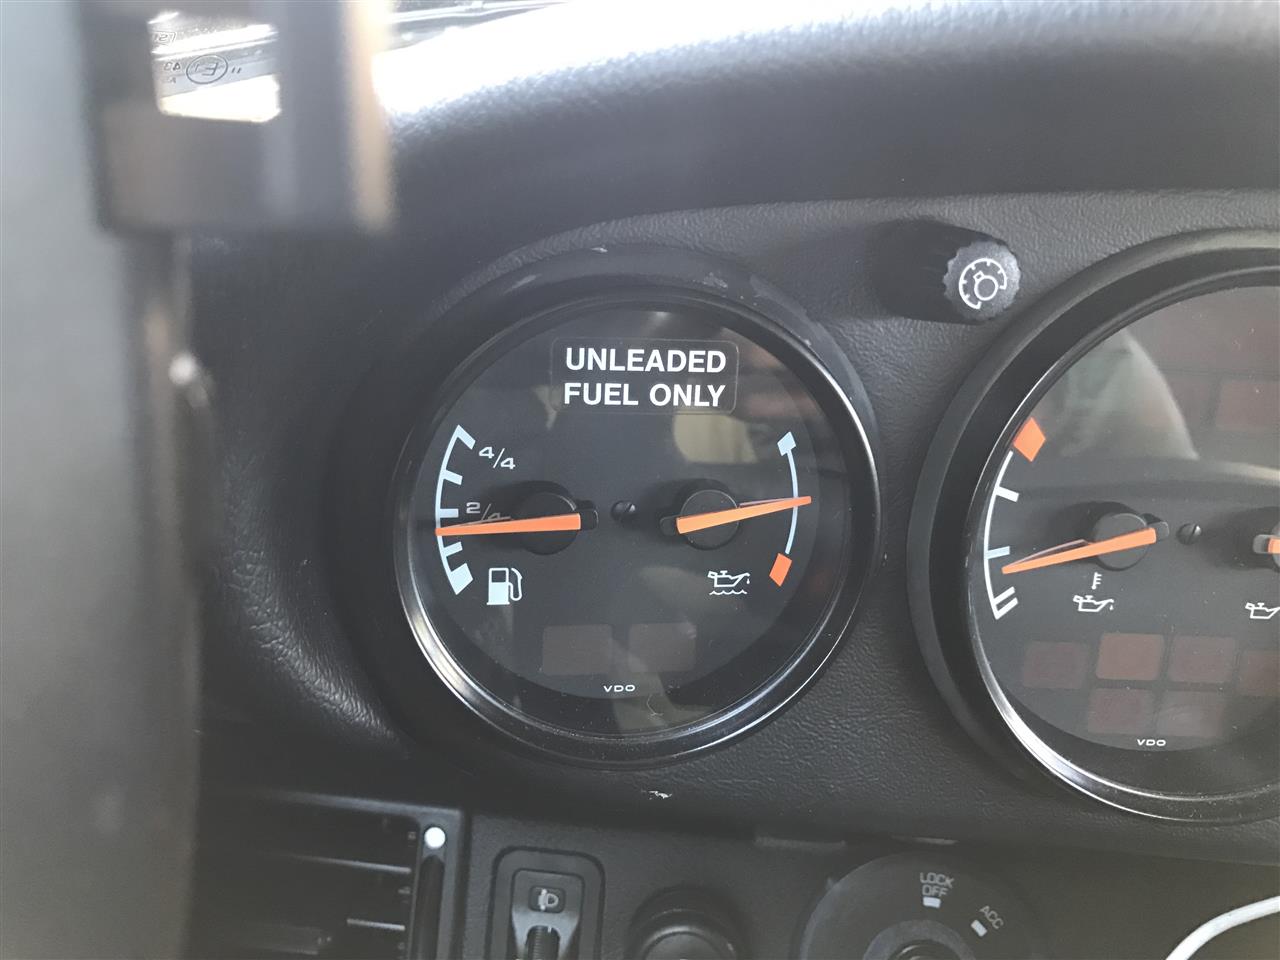 UNLEADED
FUEL ONLY
4/4
2/4
VDO
VDO
LOCK
OFF
ACC